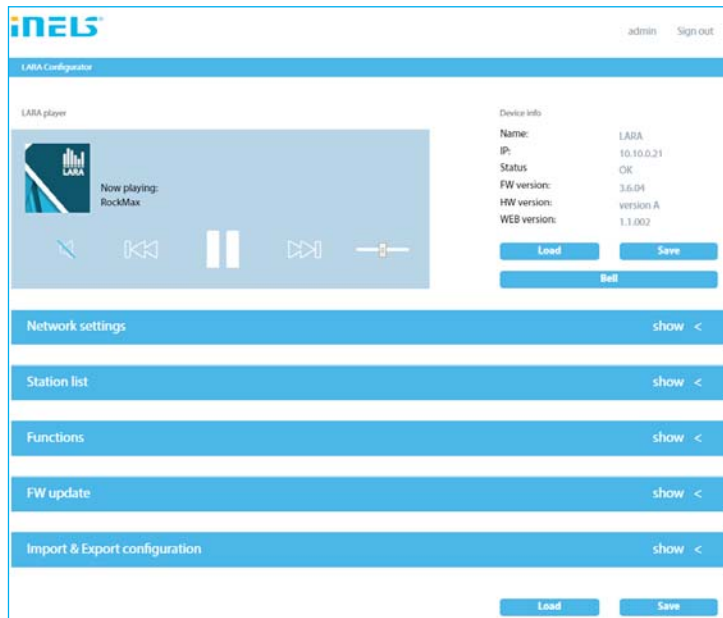 iNELS
admin Sign out
LARA Configurator
LARA player
LARA
Now playing:
RockMax
Device info
Name: LARA
IP: 10.10.0.21
Status OK
FW version: 3.6.04
HW version: version A
WEB version: 1.1.002
Load Save
Bell
Network settings show <
Station list show <
Functions show <
FW update show <
Import & Export configuration show <
Load Save